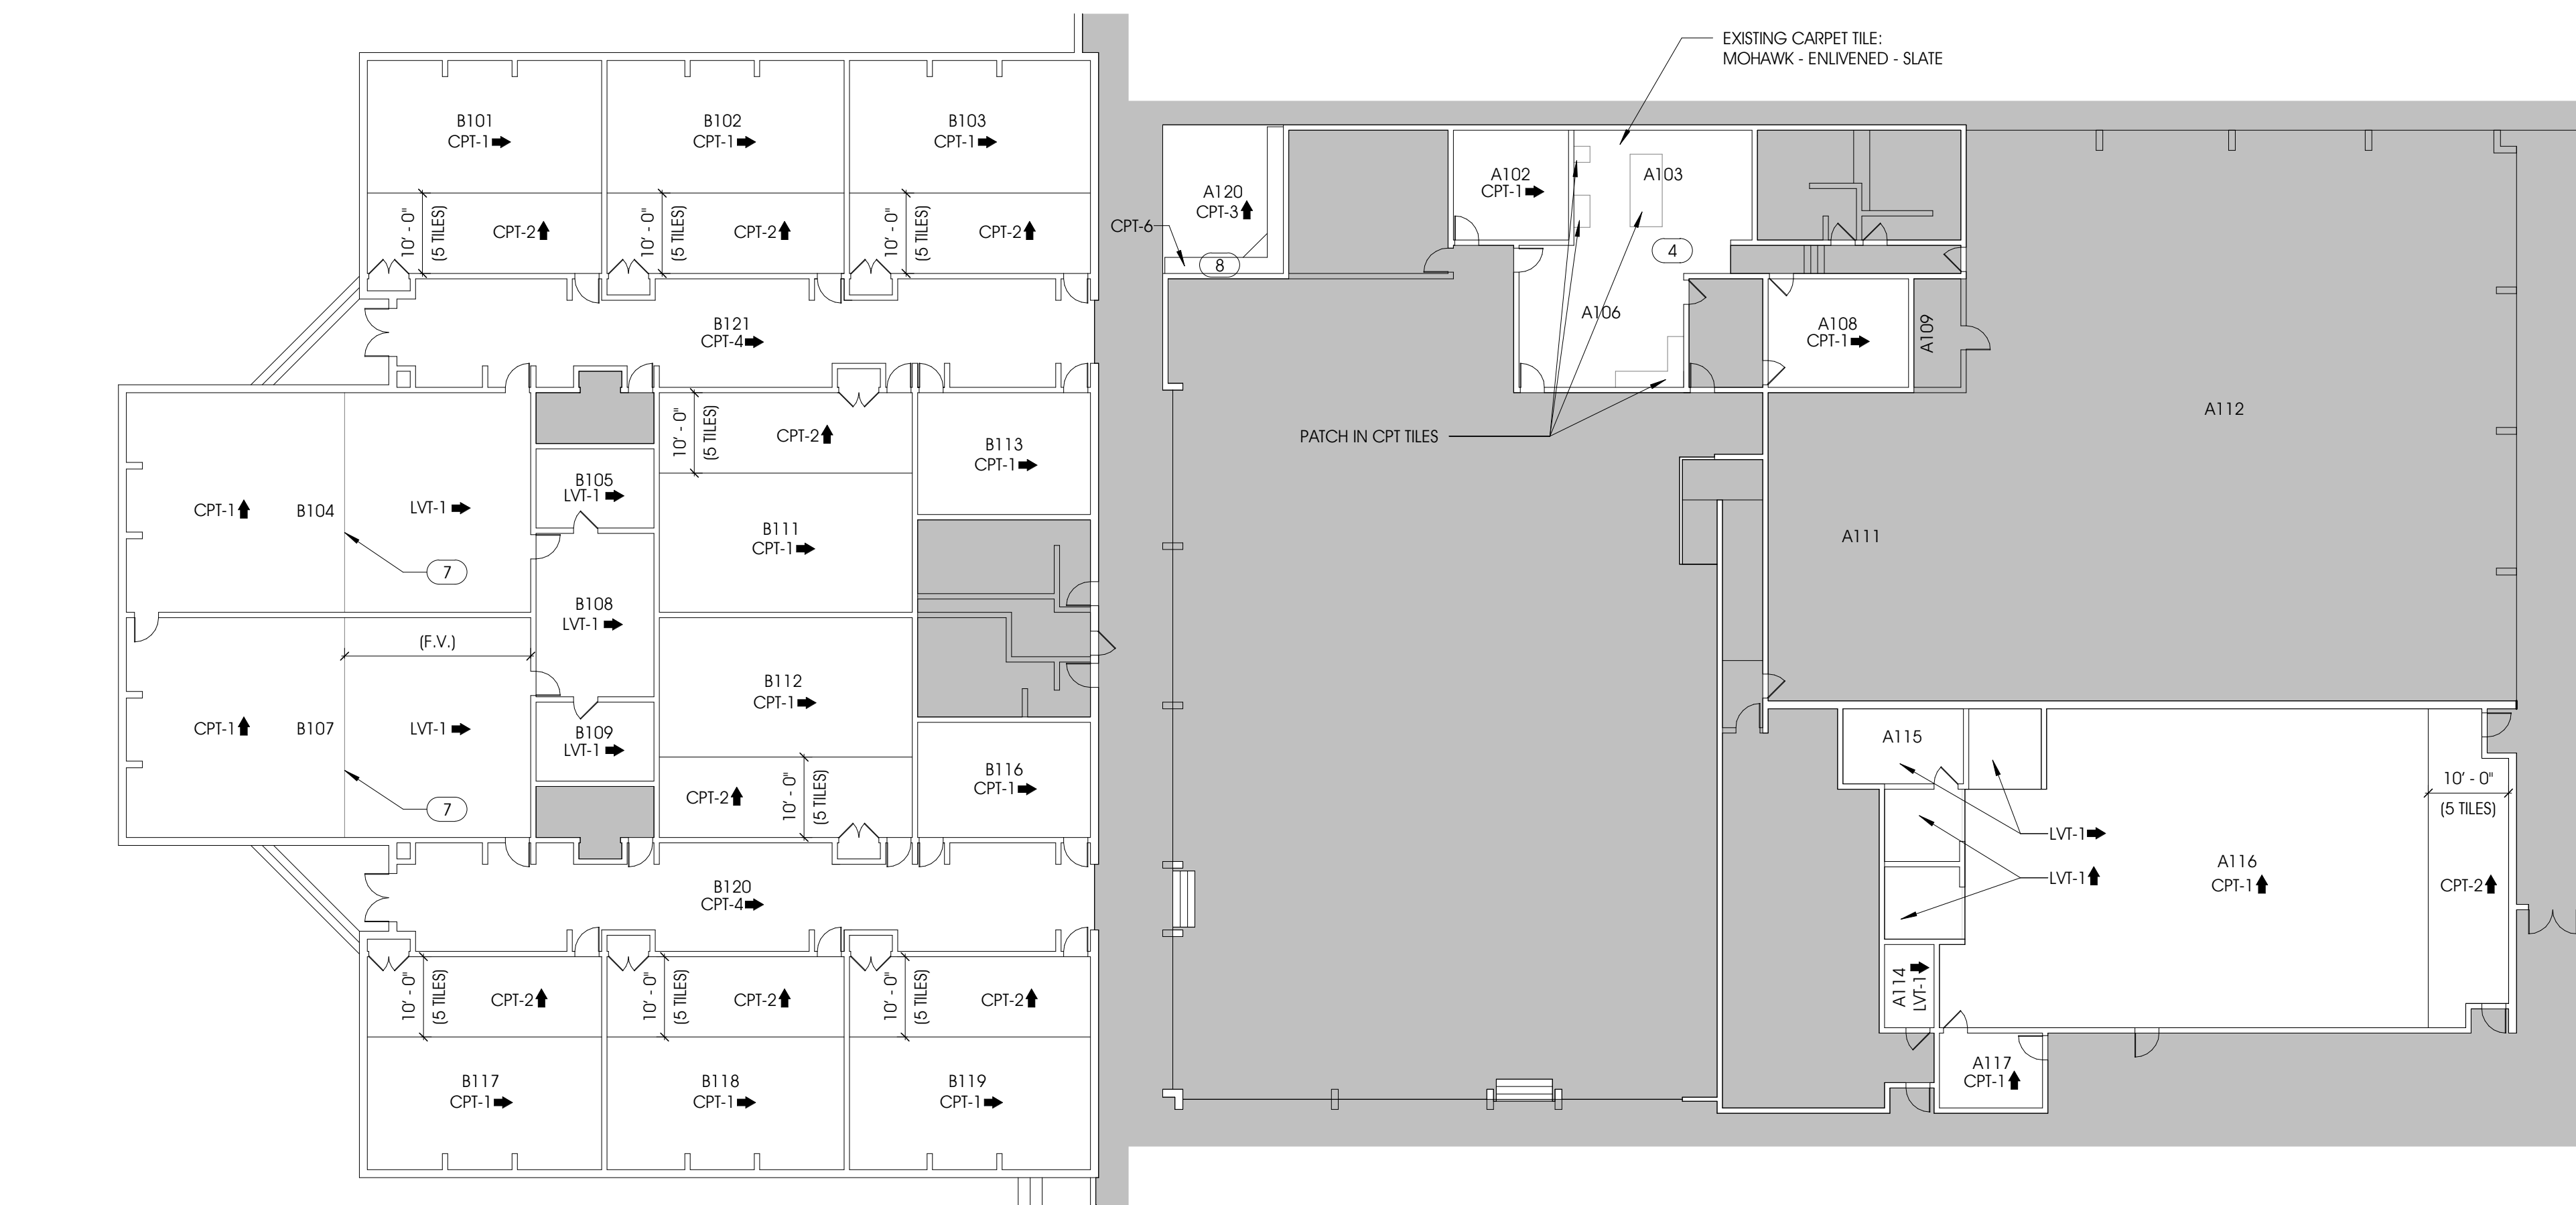 EXISTING CARPET TILE:
MOHAWK - ENLIVENED - SLATE
B101
CPT-1
B102
CPT-1
B103
CPT-1
10' - 0"
(5 TILES)
CPT-2
10' - 0"
(5 TILES)
CPT-2
10' - 0"
(5 TILES)
CPT-2
A120
CPT-3
CPT-6
8
A102
CPT-1
A103
4
A106
A108
CPT-1
A109
B121
CPT-4
PATCH IN CPT TILES
A112
A111
10' - 0"
(5 TILES)
CPT-2
B113
CPT-1
CPT-1
B104
LVT-1
7
B105
LVT-1
B111
CPT-1
B108
LVT-1
(F.V.)
CPT-1
B107
LVT-1
7
B109
LVT-1
B112
CPT-1
CPT-2
10' - 0"
(5 TILES)
B116
CPT-1
A115
LVT-1
LVT-1
A116
CPT-1
10' - 0"
(5 TILES)
CPT-2
A114
LVT-1
A117
CPT-1
B120
CPT-4
10' - 0"
(5 TILES)
CPT-2
10' - 0"
(5 TILES)
CPT-2
10' - 0"
(5 TILES)
CPT-2
B117
CPT-1
B118
CPT-1
B119
CPT-1